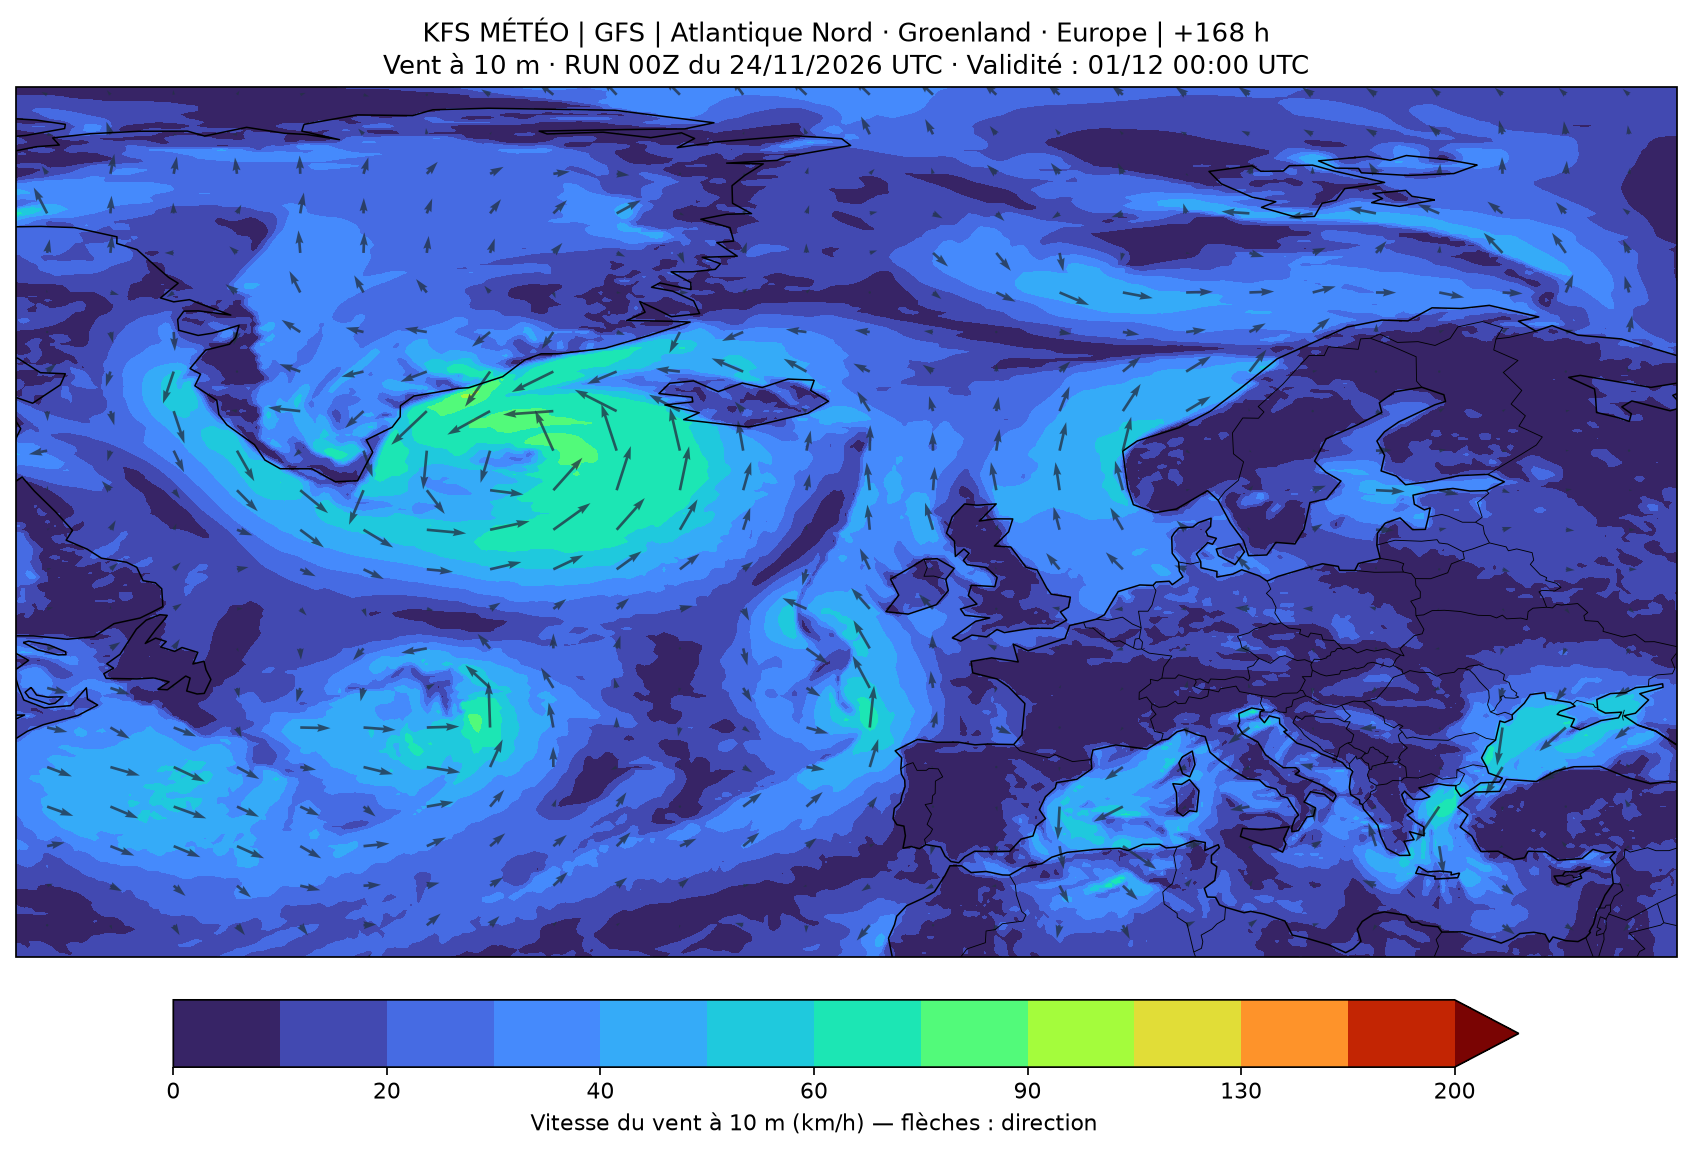 KFS MÉTÉO | GFS | Atlantique Nord · Groenland · Europe | +168 h
Vent à 10 m · RUN 00Z du 24/11/2026 UTC · Validité : 01/12 00:00 UTC
0 20 40 60 90 130 200
Vitesse du vent à 10 m (km/h) — flèches : direction